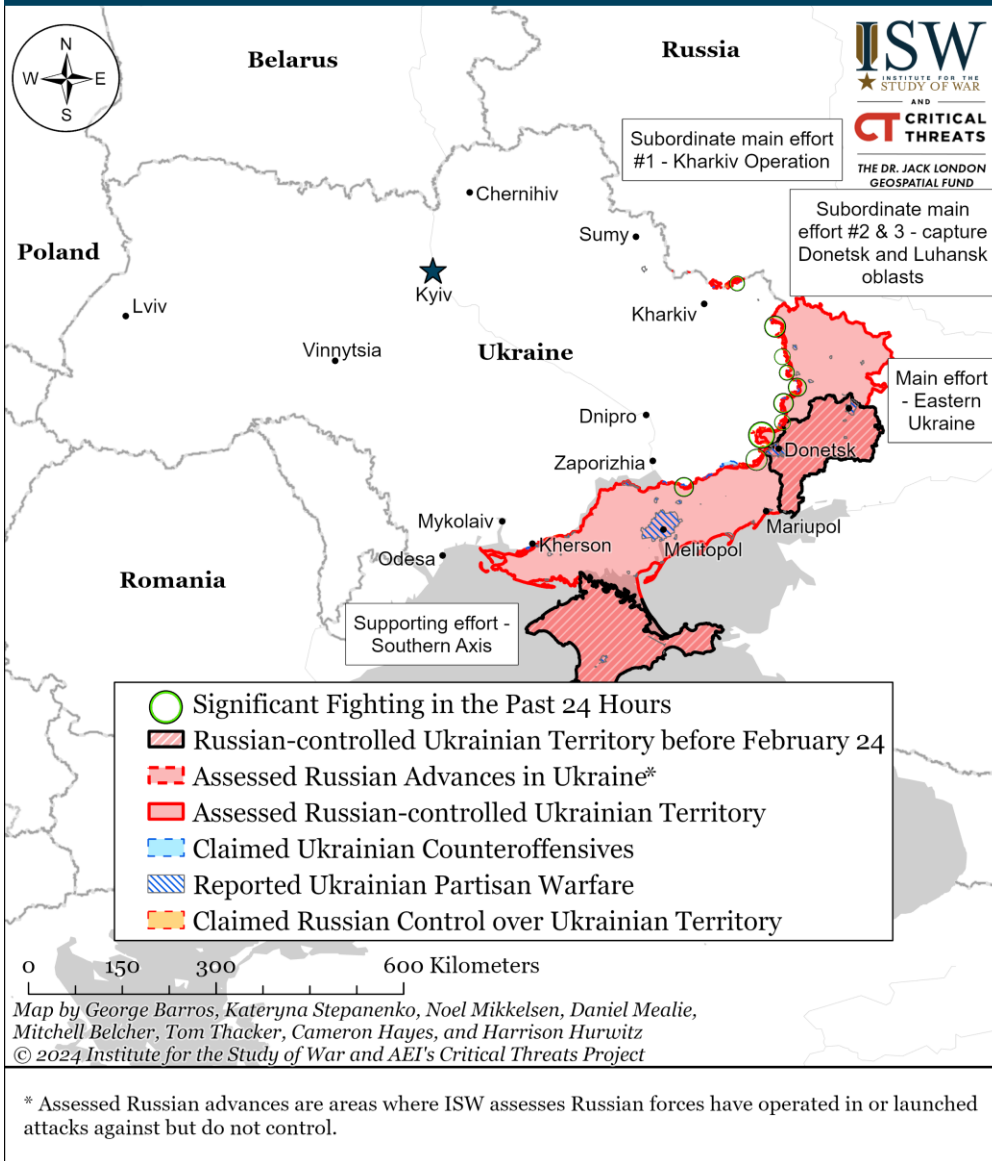 N
W E
S
Belarus
Russia
ISW
INSTITUTE FOR THE
STUDY OF WAR
AND
CT CRITICAL
THREATS
THE DR. JACK LONDON
GEOSPATIAL FUND
Subordinate main effort
#1 - Kharkiv Operation
Subordinate main
effort #2 & 3 - capture
Donetsk and Luhansk
oblasts
Chernihiv
Sumy
Poland
Kyiv
Lviv
Kharkiv
Vinnytsia
Ukraine
Main effort
- Eastern
Ukraine
Dnipro
Donetsk
Zaporizhia
Mykolaiv
Mariupol
Kherson
Melitopol
Odesa
Romania
Supporting effort -
Southern Axis
Significant Fighting in the Past 24 Hours
Russian-controlled Ukrainian Territory before February 24
Assessed Russian Advances in Ukraine*
Assessed Russian-controlled Ukrainian Territory
Claimed Ukrainian Counteroffensives
Reported Ukrainian Partisan Warfare
Claimed Russian Control over Ukrainian Territory
0 150 300 600 Kilometers
Map by George Barros, Kateryna Stepanenko, Noel Mikkelsen, Daniel Mealie,
Mitchell Belcher, Tom Thacker, Cameron Hayes, and Harrison Hurwitz
© 2024 Institute for the Study of War and AEI's Critical Threats Project
* Assessed Russian advances are areas where ISW assesses Russian forces have operated in or launched
attacks against but do not control.